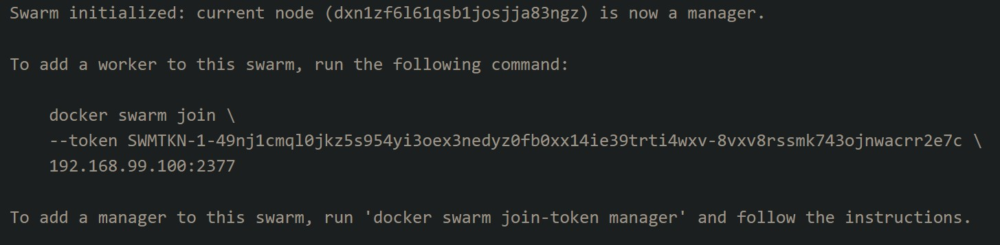 Swarm initialized: current node (dxn1zf6l61qsb1josjja83ngz) is now a manager.
To add a worker to this swarm, run the following command:
docker swarm join \
--token SWMTKN-1-49nj1cmql0jkz5s954yi3oex3nedyz0fb0xx14ie39trti4wxv-8vxv8rssmk743ojnwacrr2e7c \
192.168.99.100:2377
To add a manager to this swarm, run 'docker swarm join-token manager' and follow the instructions.